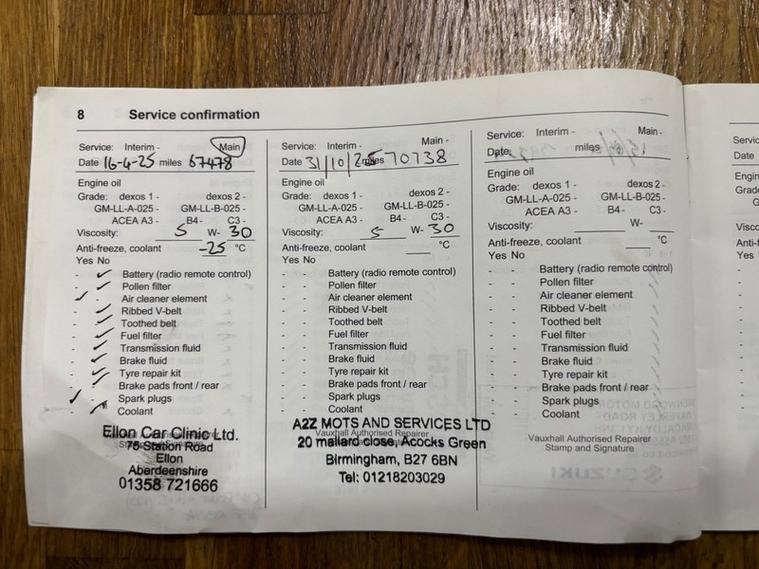 8 Service confirmation
Service: Interim - Main -
Date 16-4-25 miles 67478
Engine oil
Grade: dexos 1 - dexos 2 -
GM-LL-A-025 - GM-LL-B-025 -
ACEA A3 - B4 - C3 -
Viscosity: 5 W- 30
Anti-freeze, coolant -25 °C
Yes No
- - Battery (radio remote control)
- - Pollen filter
- - Air cleaner element
- - Ribbed V-belt
- - Toothed belt
- - Fuel filter
- - Transmission fluid
- - Brake fluid
- - Tyre repair kit
- - Brake pads front / rear
- - Spark plugs
- - Coolant
Ellon Car Clinic Ltd.
75 Station Road
Ellon
Aberdeenshire
01358 721666
Service: Interim - Main -
Date 31/10/25 miles 70738
Engine oil
Grade: dexos 1 - dexos 2 -
GM-LL-A-025 - GM-LL-B-025 -
ACEA A3 - B4 - C3 -
Viscosity: 5 W- 30
Anti-freeze, coolant °C
Yes No
- - Battery (radio remote control)
- - Pollen filter
- - Air cleaner element
- - Ribbed V-belt
- - Toothed belt
- - Fuel filter
- - Transmission fluid
- - Brake fluid
- - Tyre repair kit
- - Brake pads front / rear
- - Spark plugs
- - Coolant
A2Z MOTS AND SERVICES LTD
Vauxhall Authorised Repairer
20 mallard close, Acocks Green
Birmingham, B27 6BN
Tel: 01218203029
Service: Interim - Main -
Date miles
Engine oil
Grade: dexos 1 - dexos 2 -
GM-LL-A-025 - GM-LL-B-025 -
ACEA A3 - B4 - C3 -
Viscosity: W-
Anti-freeze, coolant °C
Yes No
- - Battery (radio remote control)
- - Pollen filter
- - Air cleaner element
- - Ribbed V-belt
- - Toothed belt
- - Fuel filter
- - Transmission fluid
- - Brake fluid
- - Tyre repair kit
- - Brake pads front / rear
- - Spark plugs
- - Coolant
Vauxhall Authorised Repairer
Stamp and Signature
Date
Engine
Yes